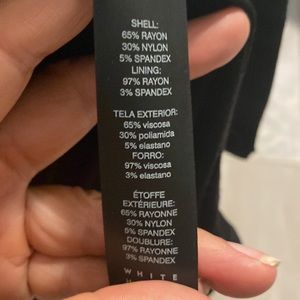 SHELL:
65% RAYON
30% NYLON
5% SPANDEX
LINING:
97% RAYON
3% SPANDEX
TELA EXTERIOR:
65% viscosa
30% poliamida
5% elastano
FORRO:
97% viscosa
3% elastano
ÉTOFFE
EXTÉRIEURE:
65% RAYONNE
30% NYLON
5% SPANDEX
DOUBLURE:
97% RAYONNE
3% SPANDEX
WHITE